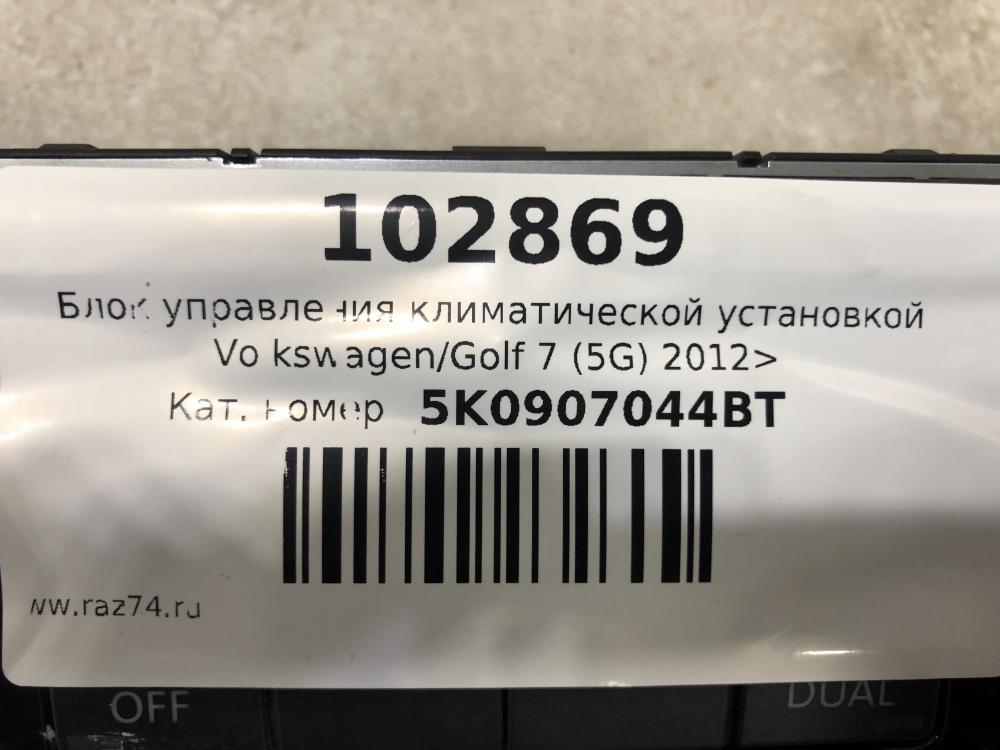 102869
Блок управления климатической установкой
Volkswagen/Golf 7 (5G) 2012>
Кат. номер 5K0907044BT
ww.raz74.ru
OFF DUAL